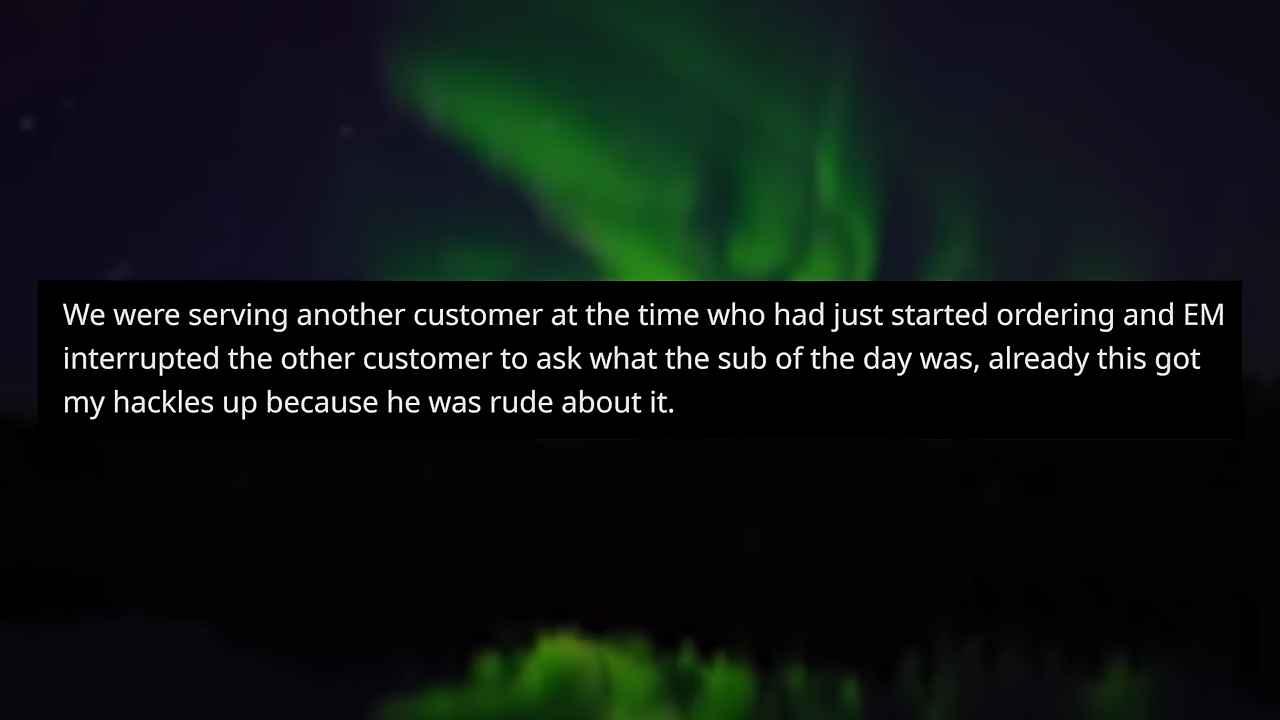 We were serving another customer at the time who had just started ordering and EM
interrupted the other customer to ask what the sub of the day was, already this got
my hackles up because he was rude about it.